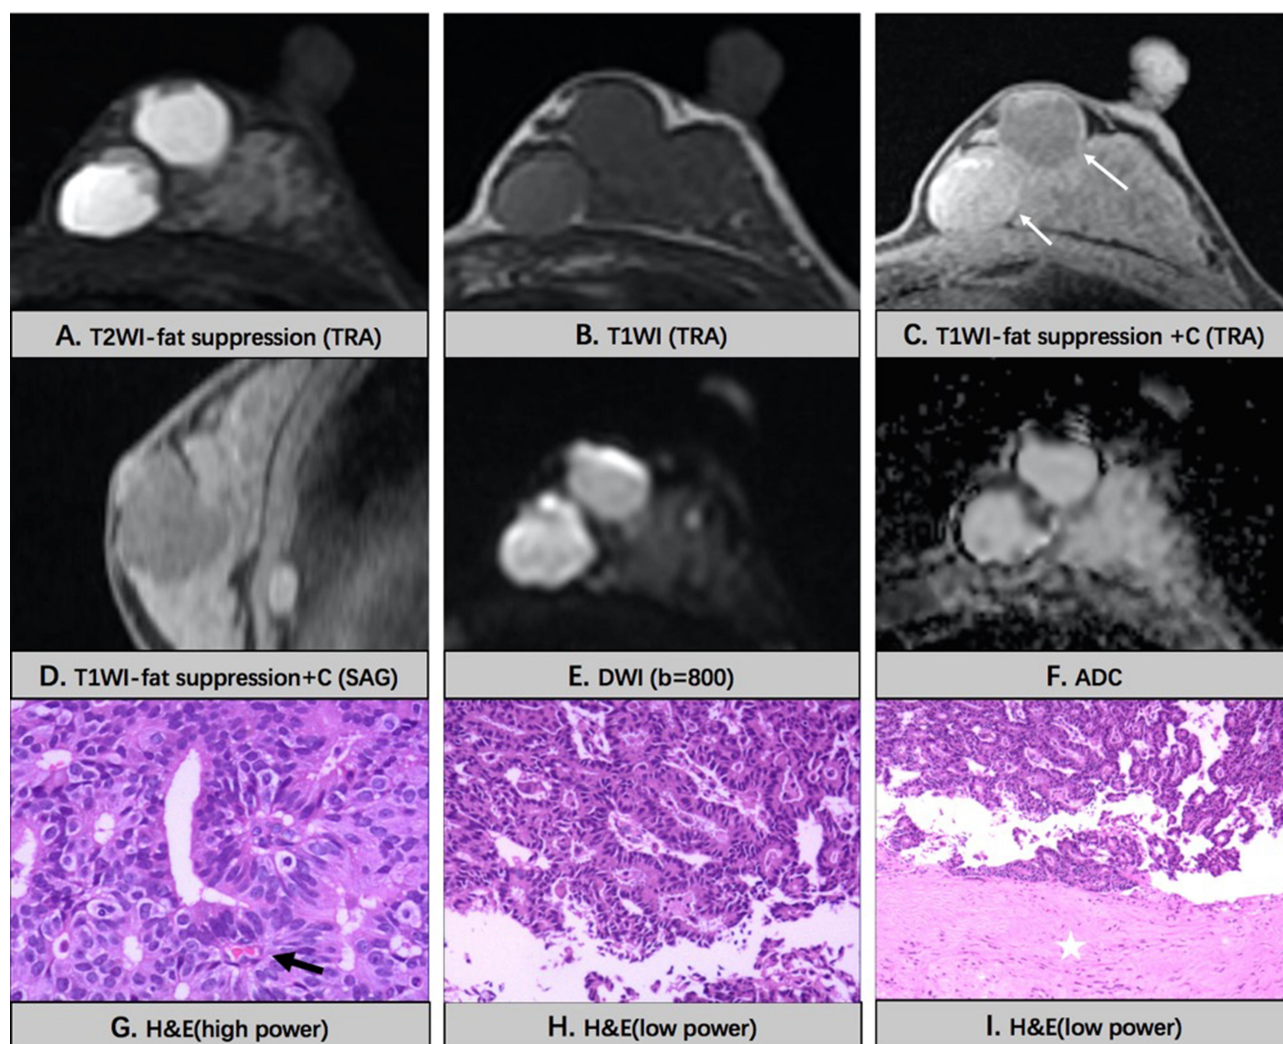 A. T2WI-fat suppression (TRA)
B. T1WI (TRA)
C. T1WI-fat suppression +C (TRA)
D. T1WI-fat suppression+C (SAG)
E. DWI (b=800)
F. ADC
G. H&E(high power)
H. H&E(low power)
I. H&E(low power)